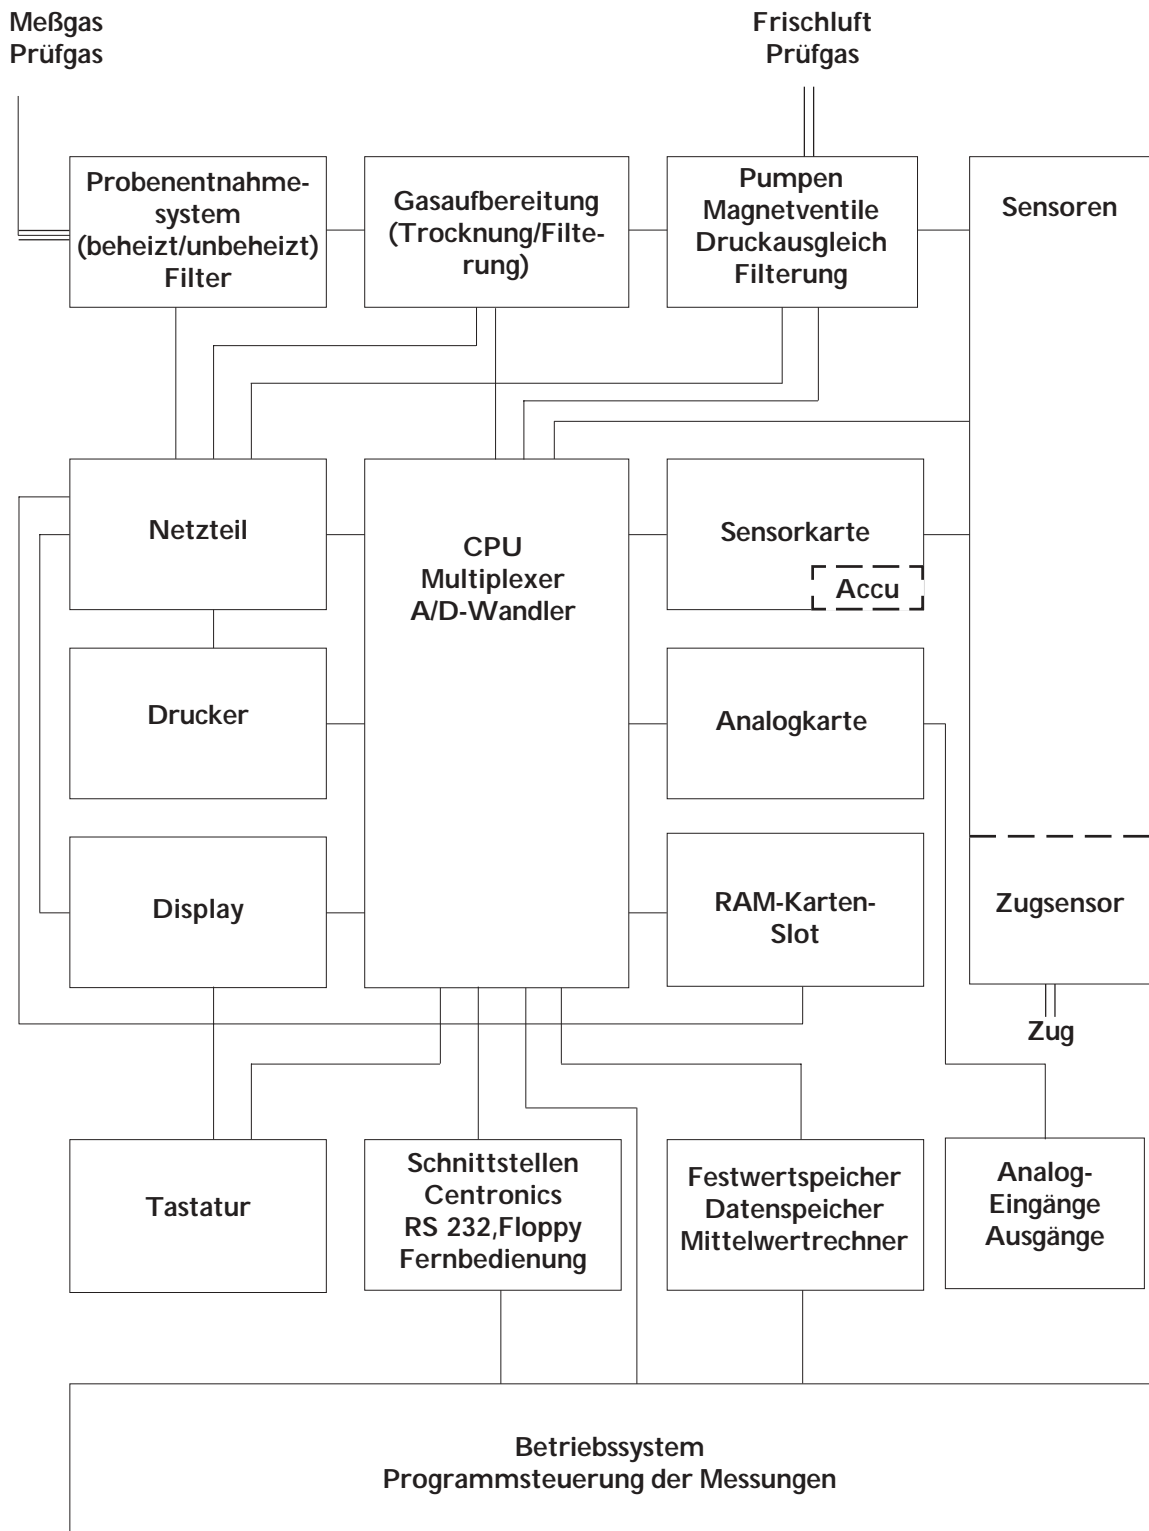 Meßgas
Prüfgas
Frischluft
Prüfgas
Probenentnahme-
system
(beheizt/unbeheizt)
Filter
Gasaufbereitung
(Trocknung/Filte-
rung)
Pumpen
Magnetventile
Druckausgleich
Filterung
Sensoren
Netzteil
CPU
Multiplexer
A/D-Wandler
Sensorkarte
Accu
Drucker
Analogkarte
Display
RAM-Karten-
Slot
Zugsensor
Zug
Tastatur
Schnittstellen
Centronics
RS 232,Floppy
Fernbedienung
Festwertspeicher
Datenspeicher
Mittelwertrechner
Analog-
Eingänge
Ausgänge
Betriebssystem
Programmsteuerung der Messungen